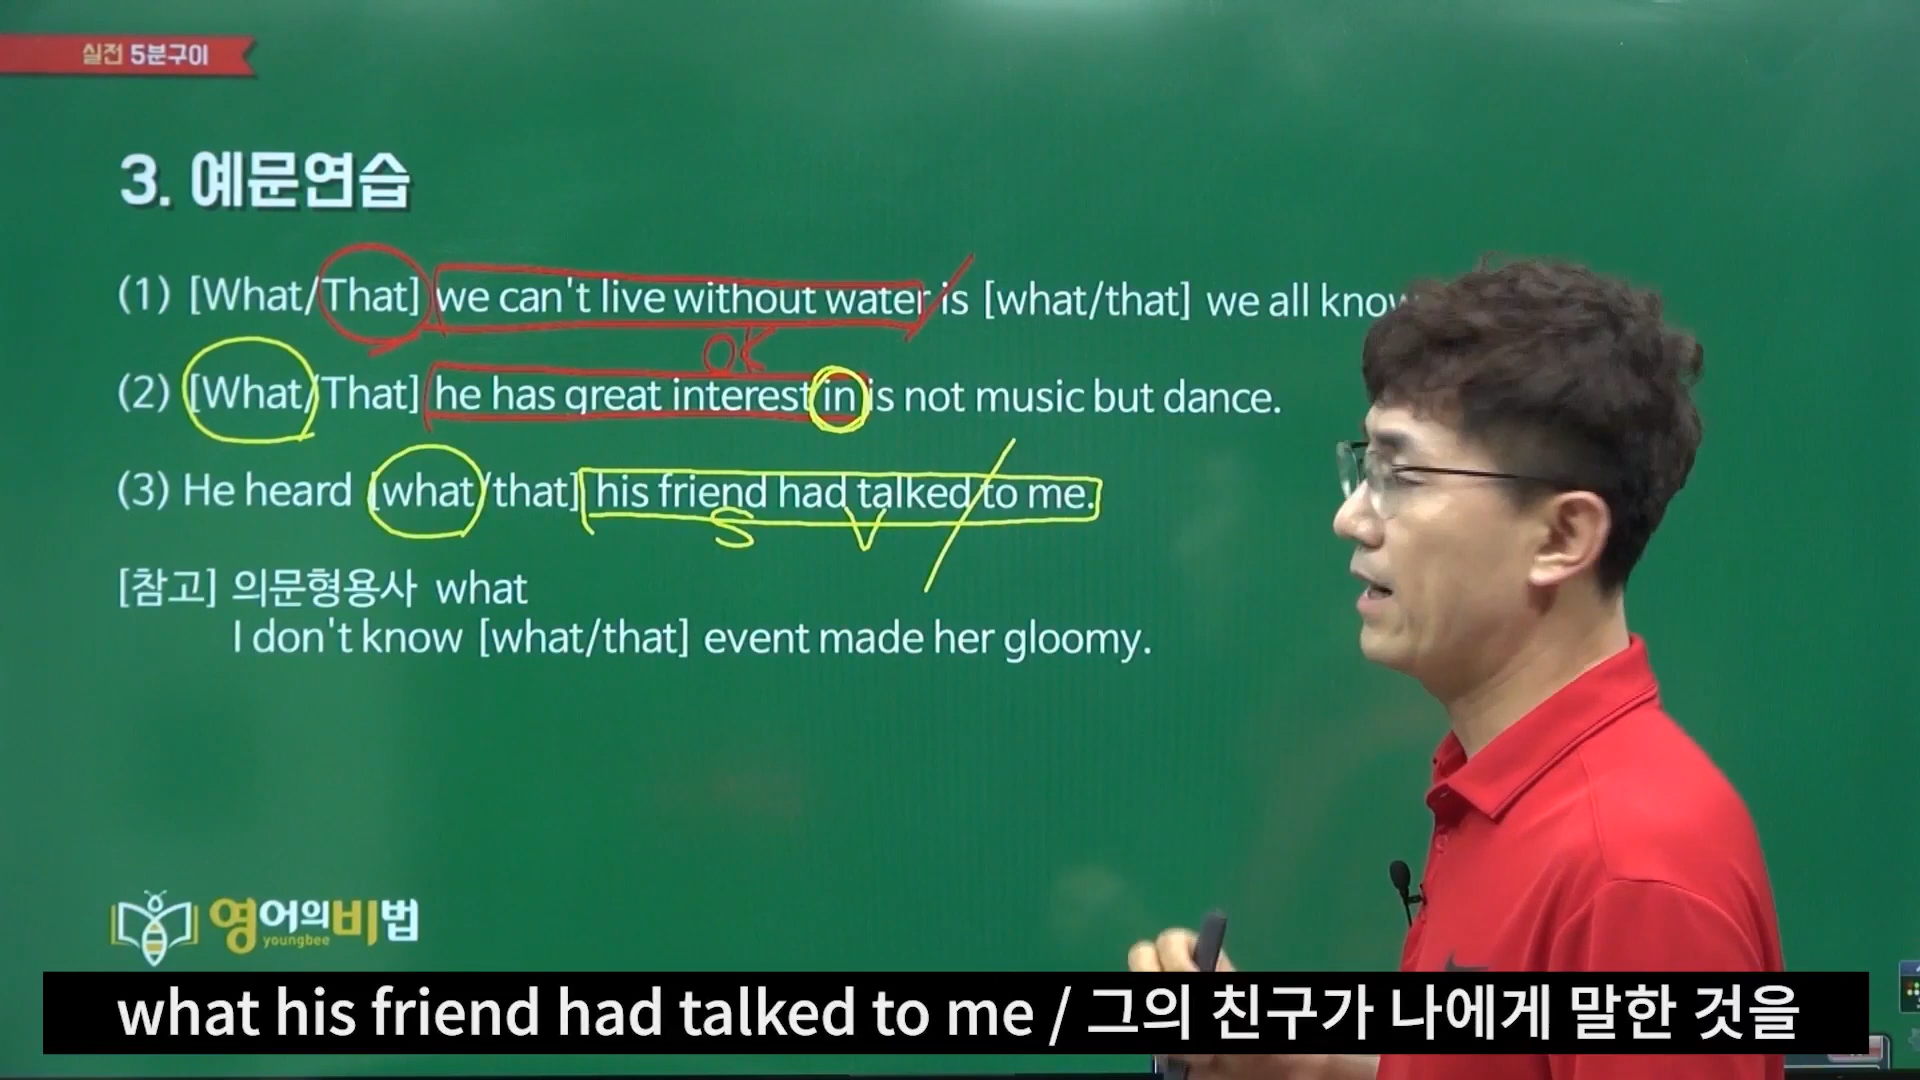 실전 5분구이
3. 예문연습
(1) [What/That] we can't live without water is [what/that] we all know
OK
(2) [What/That] he has great interest in is not music but dance.
(3) He heard [what/that] his friend had talked to me.
S V
[참고] 의문형용사 what
I don't know [what/that] event made her gloomy.
영어의비법
youngbee
what his friend had talked to me / 그의 친구가 나에게 말한 것을